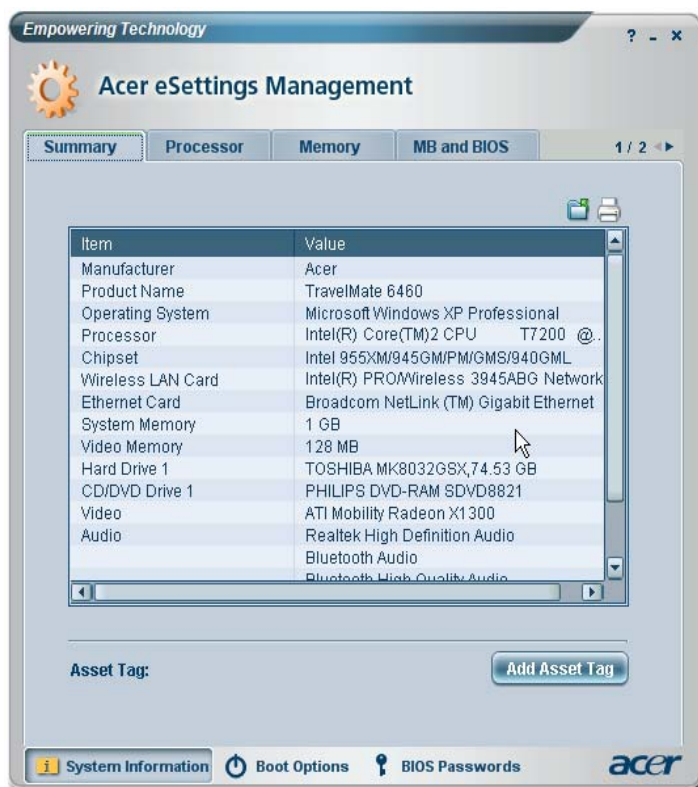 Empowering Technology
? - x
Acer eSettings Management
Summary Processor Memory MB and BIOS 1 / 2
Item Value
Manufacturer Acer
Product Name TravelMate 6460
Operating System Microsoft Windows XP Professional
Processor Intel(R) Core(TM)2 CPU T7200 @..
Chipset Intel 955XM/945GM/PM/GMS/940GML
Wireless LAN Card Intel(R) PRO/Wireless 3945ABG Network
Ethernet Card Broadcom NetLink (TM) Gigabit Ethernet
System Memory 1 GB
Video Memory 128 MB
Hard Drive 1 TOSHIBA MK8032GSX,74.53 GB
CD/DVD Drive 1 PHILIPS DVD-RAM SDVD8821
Video ATI Mobility Radeon X1300
Audio Realtek High Definition Audio
Bluetooth Audio
Bluetooth High Quality Audio
Asset Tag: Add Asset Tag
i System Information Boot Options BIOS Passwords acer